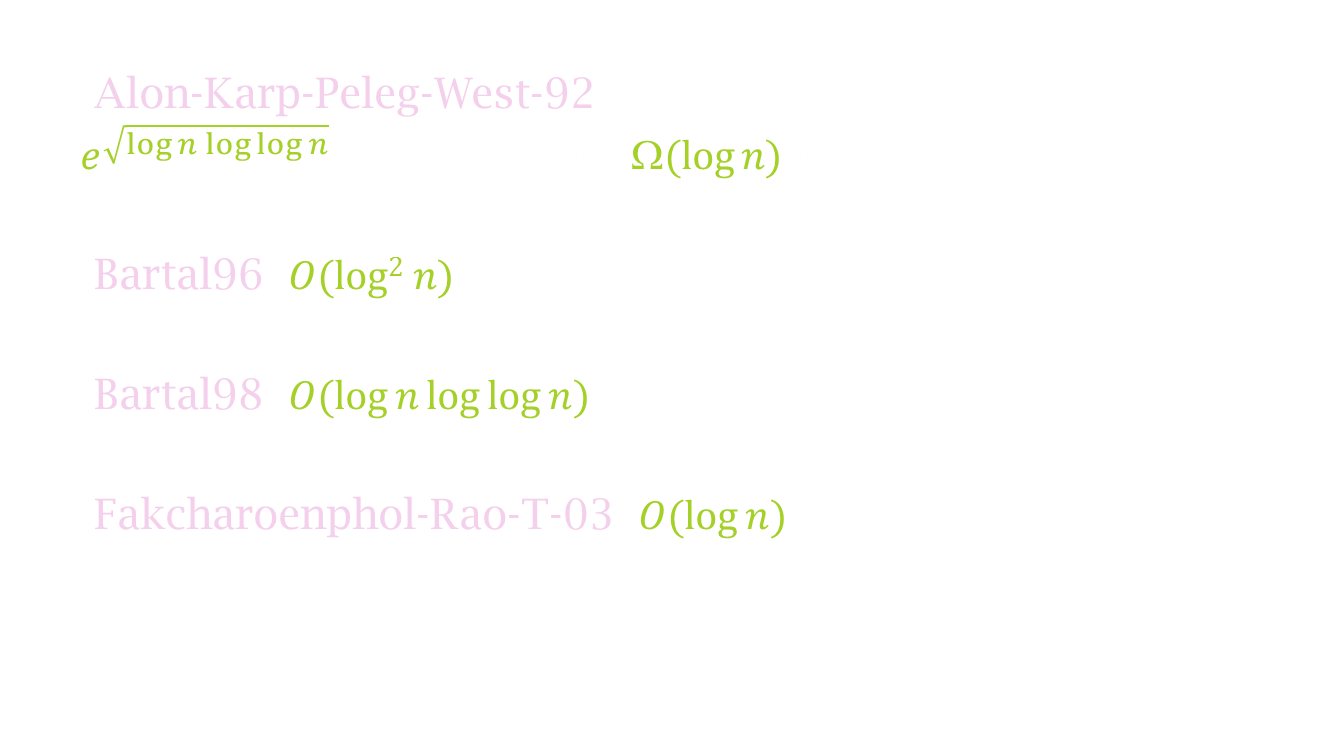 Alon-Karp-Peleg-West-92
e^√(log n log log n) Ω(log n)
Bartal96 O(log² n)
Bartal98 O(log n log log n)
Fakcharoenphol-Rao-T-03 O(log n)